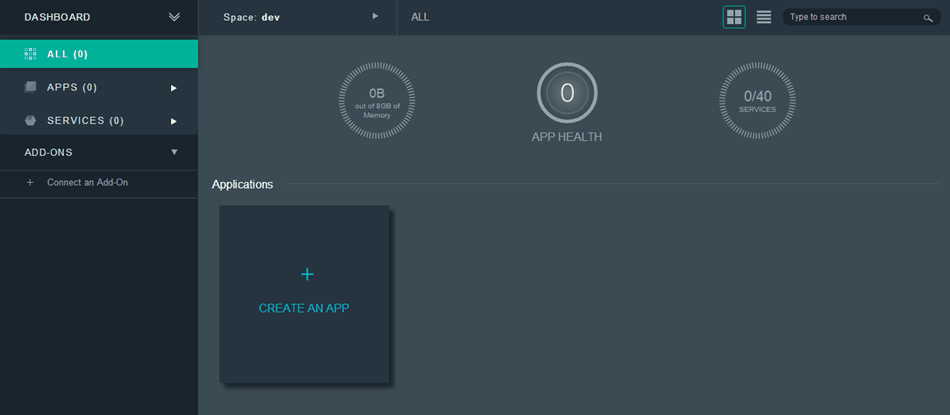 DASHBOARD
Space: dev
ALL
Type to search
ALL (0)
APPS (0)
SERVICES (0)
ADD-ONS
+ Connect an Add-On
0B
out of 8GB of
Memory
0
APP HEALTH
0/40
SERVICES
Applications
+
CREATE AN APP